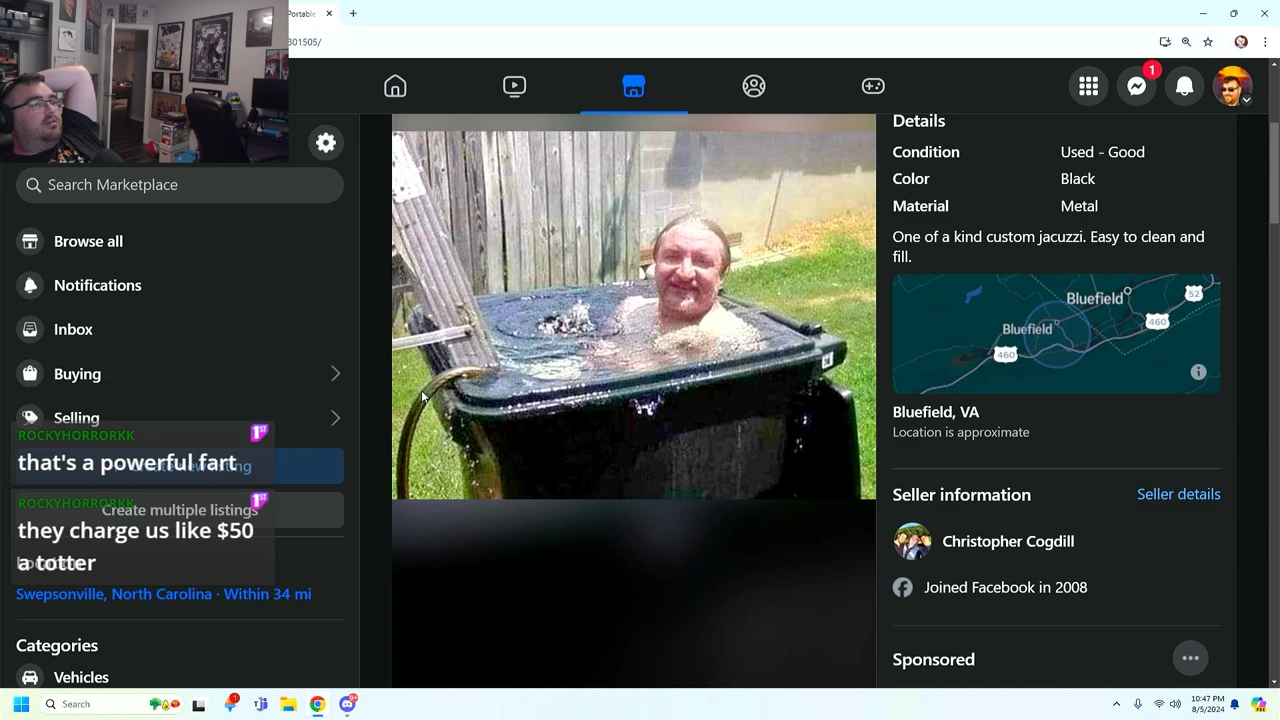 Portable
301505/
1
Search Marketplace
Browse all
Notifications
Inbox
Buying
Selling
Create multiple listings
ROCKYHORRORKK
that's a powerful fart
ROCKYHORRORKK
they charge us like $50
a totter
Swepsonville, North Carolina · Within 34 mi
Categories
Vehicles
Details
Condition Used - Good
Color Black
Material Metal
One of a kind custom jacuzzi. Easy to clean and
fill.
Bluefield
52
Bluefield
460
460
Bluefield, VA
Location is approximate
Seller information Seller details
Christopher Cogdill
Joined Facebook in 2008
Sponsored
Search
10:47 PM
8/5/2024